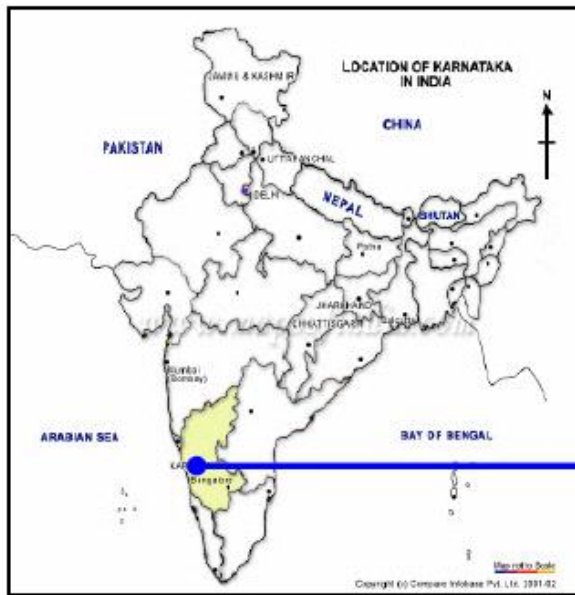 LOCATION OF KARNATAKA
IN INDIA
JAMMU & KASHMIR
N
CHINA
PAKISTAN
UTTARANCHAL
DELHI
NEPAL
BHUTAN
Patna
JHARKHAND
CHHATTISGARH
Mumbai
(Bombay)
ARABIAN SEA
BAY OF BENGAL
KAR
Bangalore
Map not to Scale
Copyright (c) Compare Infobase Pvt. Ltd. 2001-02